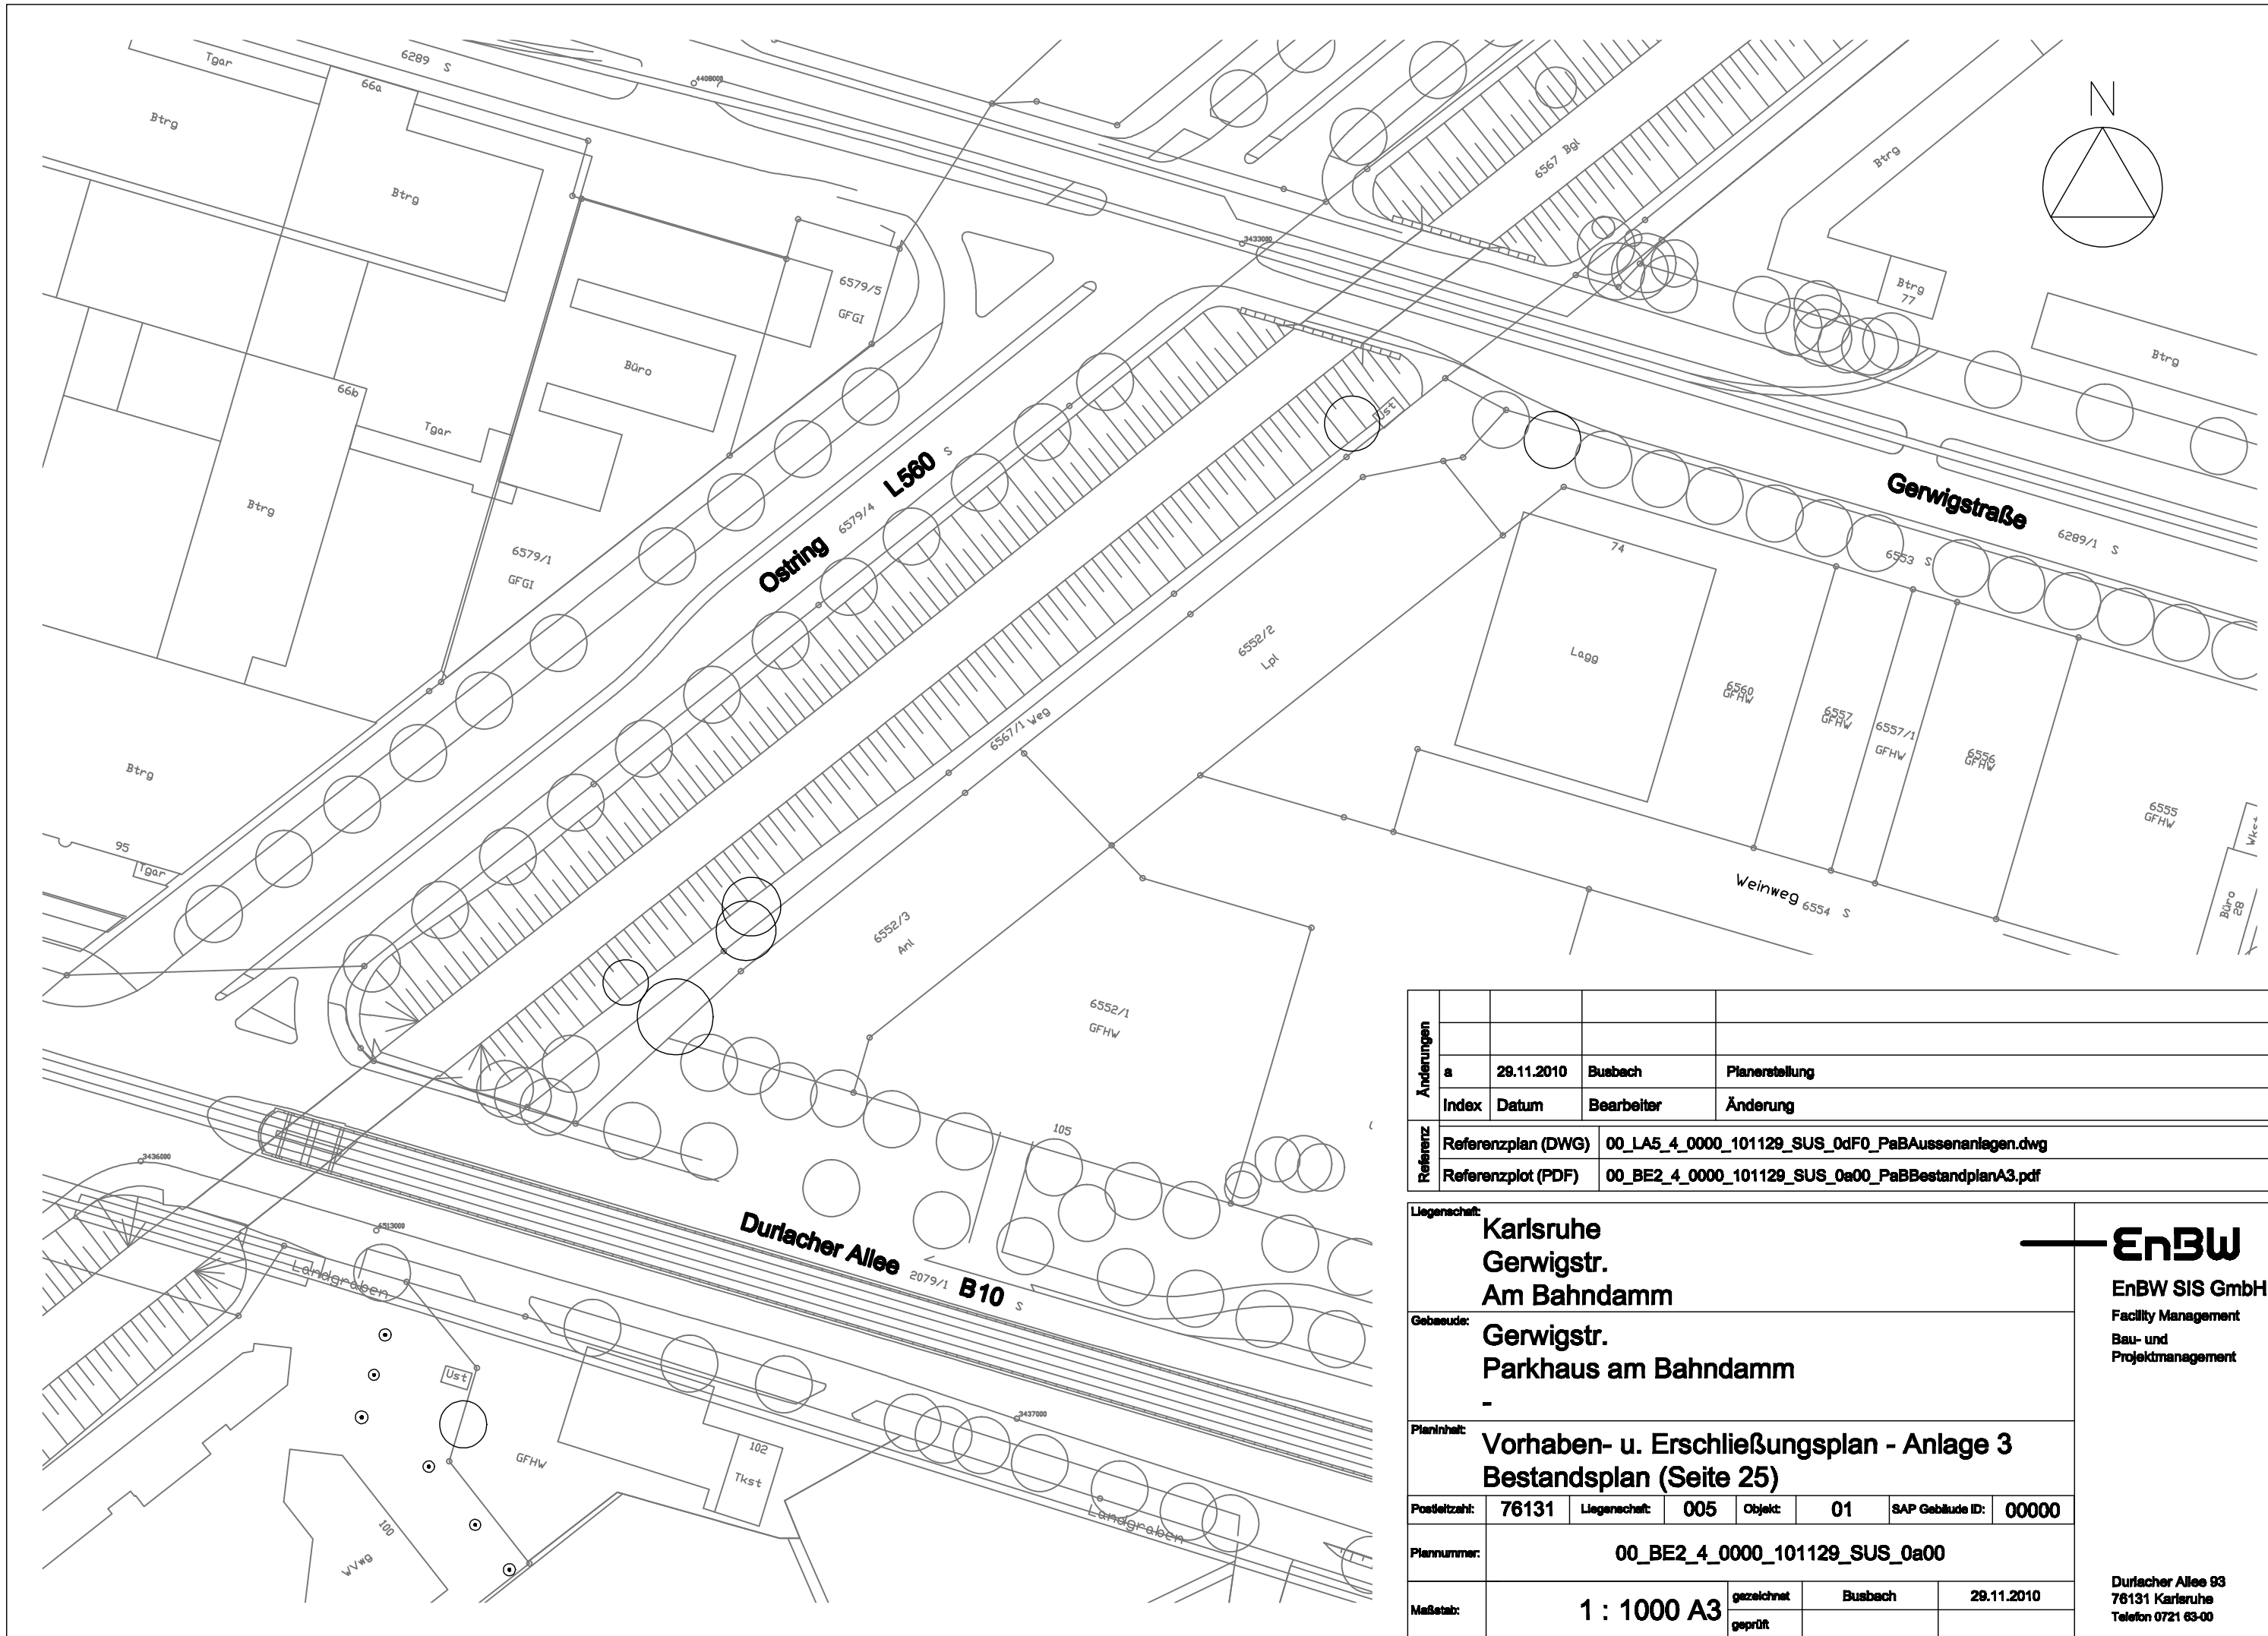 Tgar
6289 S
66a
4408000
Btrg
Btrg
N
6567 Bgl
Btrg
3433000
6579/5
GFGI
Btrg
77
Büro
Btrg
66b
Tgar
Ust
Ostring L560 S
6579/4
Btrg
Gerwigstraße
6289/1 S
6579/1
GFGI
74
6553 S
6552/2
Lpl
Lagg
6560
GFHW
6557
GFHW
6557/1
GFHW
6556
GFHW
6555
GFHW
6567/1 Weg
Btrg
95
Tgar
Weinweg 6554 S
Büro
28
6552/3
Anl
6552/1
GFHW
105
3436000
6513000
Landgraben
Durlacher Allee 2079/1 B10 S
Ust
3437000
GFHW
102
Tkst
100
WVwg
Landgraben
Änderungen
a 29.11.2010 Busbach Planerstellung
Index Datum Bearbeiter Änderung
Referenz
Referenzplan (DWG) 00_LA5_4_0000_101129_SUS_0dF0_PaBAussenanlagen.dwg
Referenzplot (PDF) 00_BE2_4_0000_101129_SUS_0a00_PaBBestandplanA3.pdf
Liegenschaft:
Karlsruhe
Gerwigstr.
Am Bahndamm
Gebaeude:
Gerwigstr.
Parkhaus am Bahndamm
-
Planinhalt:
Vorhaben- u. Erschließungsplan - Anlage 3
Bestandsplan (Seite 25)
Postleitzahl: 76131 Liegenschaft: 005 Objekt: 01 SAP Gebäude ID: 00000
Plannummer: 00_BE2_4_0000_101129_SUS_0a00
Maßstab: 1 : 1000 A3
gezeichnet Busbach 29.11.2010
geprüft
EnBW
EnBW SIS GmbH
Facility Management
Bau- und
Projektmanagement
Durlacher Allee 93
76131 Karlsruhe
Telefon 0721 63-00